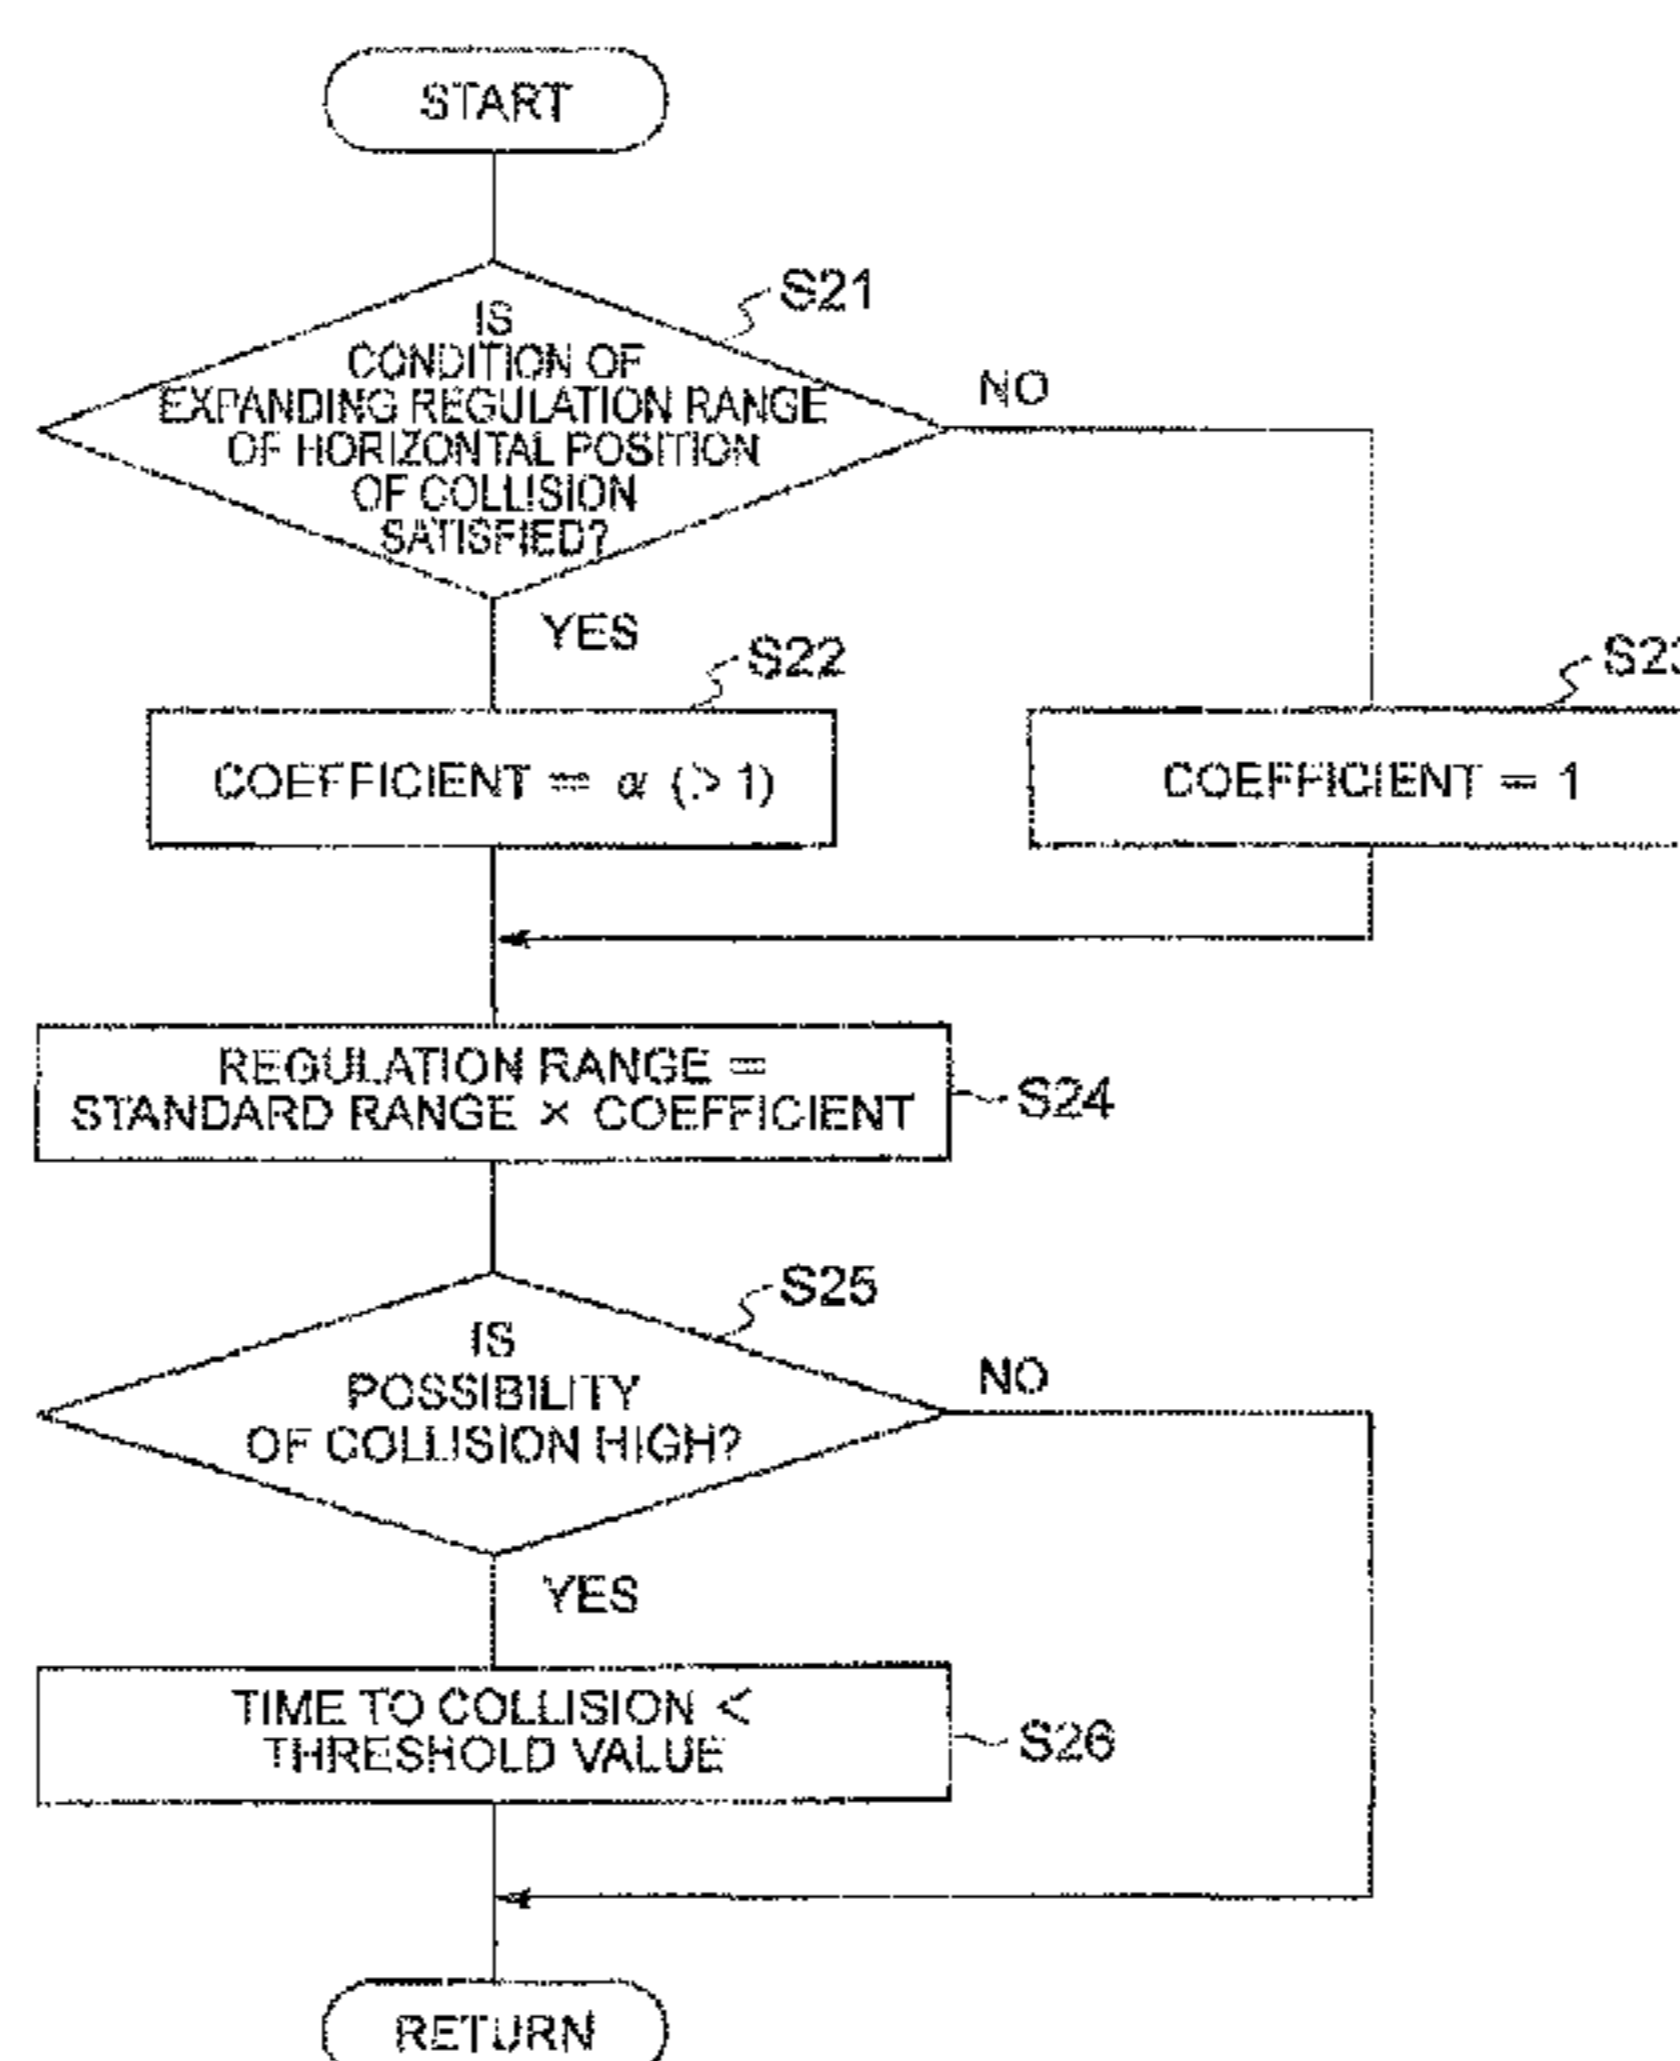 START
IS
CONDITION OF
EXPANDING REGULATION RANGE
OF HORIZONTAL POSITION
OF COLLISION
SATISFIED?
S21
NO
YES
S22
COEFFICIENT = α (> 1)
COEFFICIENT = 1
REGULATION RANGE =
STANDARD RANGE × COEFFICIENT
S24
IS
POSSIBILITY
OF COLLISION HIGH?
S25
NO
YES
TIME TO COLLISION <
THRESHOLD VALUE
S26
RETURN